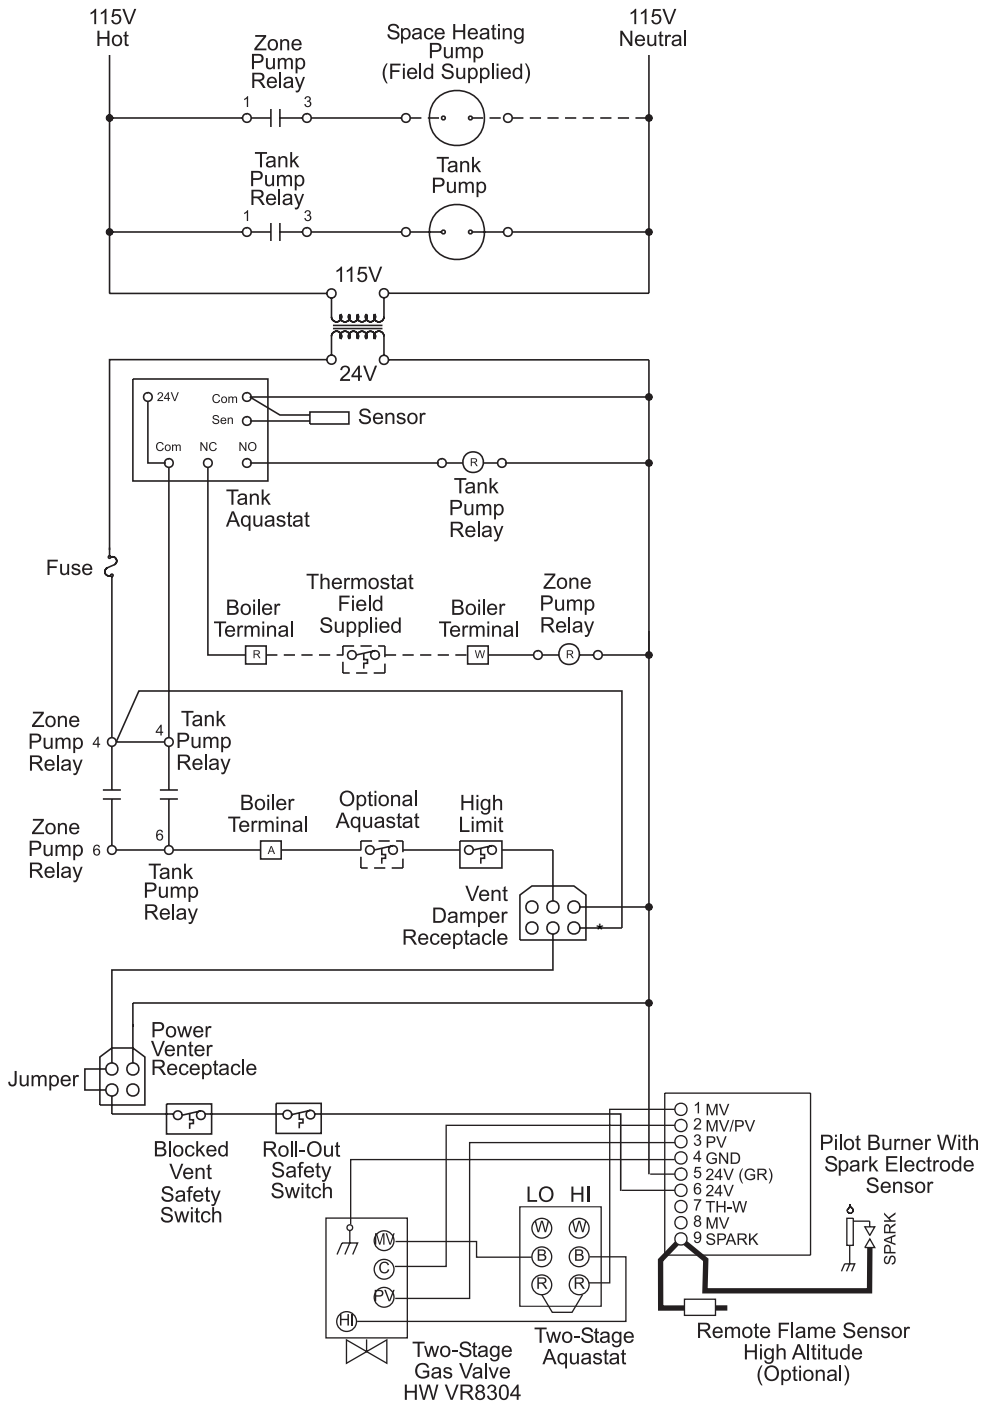 115V
Hot
115V
Neutral
Zone
Pump
Relay
1
3
Space Heating
Pump
(Field Supplied)
Tank
Pump
Relay
1
3
Tank
Pump
115V
24V
24V
Com
Sen
Com
NC
NO
Sensor
Tank
Aquastat
R
Tank
Pump
Relay
Fuse
Boiler
Terminal
R
Thermostat
Field
Supplied
Boiler
Terminal
W
Zone
Pump
Relay
R
Zone
Pump
Relay
4
4
Tank
Pump
Relay
Zone
Pump
Relay
6
6
Tank
Pump
Relay
Boiler
Terminal
A
Optional
Aquastat
High
Limit
Vent
Damper
Receptacle
*
Power
Venter
Receptacle
Jumper
Blocked
Vent
Safety
Switch
Roll-Out
Safety
Switch
1 MV
2 MV/PV
3 PV
4 GND
5 24V (GR)
6 24V
7 TH-W
8 MV
9 SPARK
Pilot Burner With
Spark Electrode
Sensor
SPARK
LO HI
W W
B B
R R
MV
C
PV
HI
Two-Stage
Gas Valve
HW VR8304
Two-Stage
Aquastat
Remote Flame Sensor
High Altitude
(Optional)